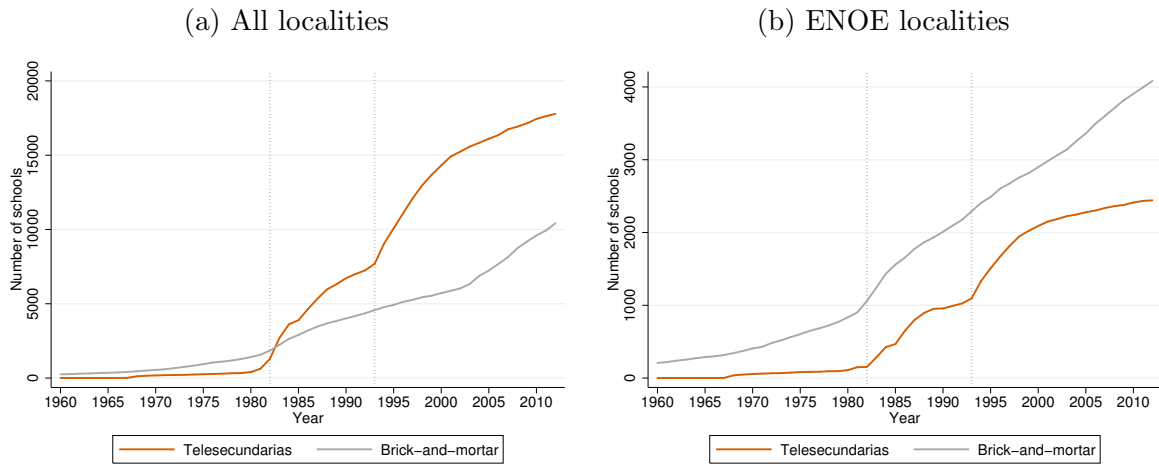 (a) All localities
Number of schools
20000
15000
10000
5000
0
1960 1965 1970 1975 1980 1985 1990 1995 2000 2005 2010
Year
Telesecundarias Brick-and-mortar
(b) ENOE localities
Number of schools
4000
3000
2000
1000
0
1960 1965 1970 1975 1980 1985 1990 1995 2000 2005 2010
Year
Telesecundarias Brick-and-mortar